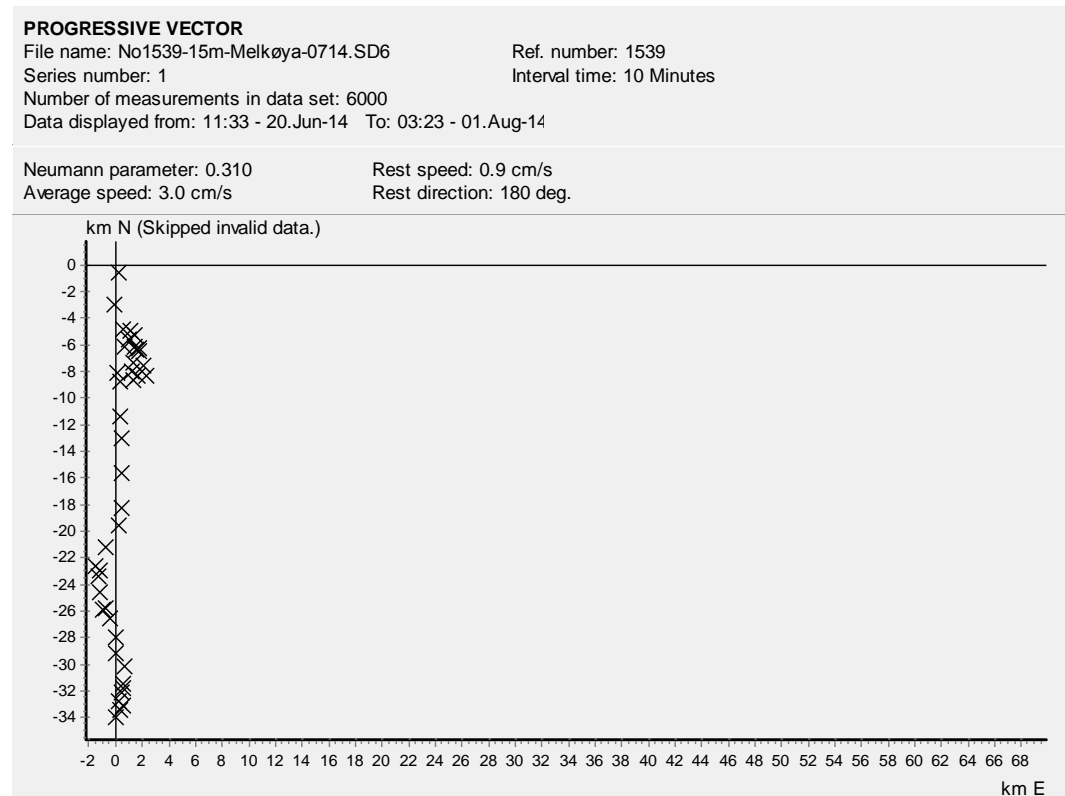 PROGRESSIVE VECTOR
File name: No1539-15m-Melkøya-0714.SD6 Ref. number: 1539
Series number: 1 Interval time: 10 Minutes
Number of measurements in data set: 6000
Data displayed from: 11:33 - 20.Jun-14 To: 03:23 - 01.Aug-14
Neumann parameter: 0.310 Rest speed: 0.9 cm/s
Average speed: 3.0 cm/s Rest direction: 180 deg.
km N (Skipped invalid data.)
0
-2
-4
-6
-8
-10
-12
-14
-16
-18
-20
-22
-24
-26
-28
-30
-32
-34
-2 0 2 4 6 8 10 12 14 16 18 20 22 24 26 28 30 32 34 36 38 40 42 44 46 48 50 52 54 56 58 60 62 64 66 68
km E